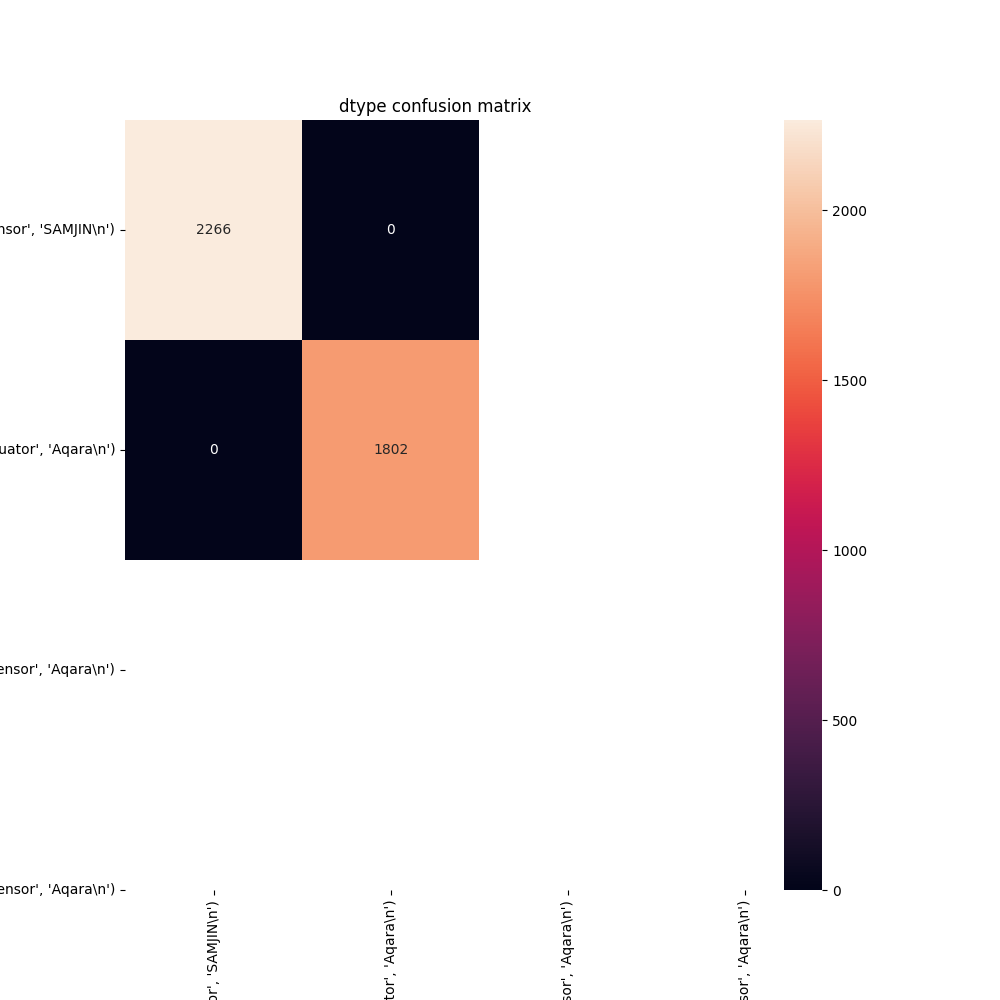 dtype confusion matrix
nsor', 'SAMJIN\n')
2266
0
uator', 'Aqara\n')
0
1802
ensor', 'Aqara\n')
ensor', 'Aqara\n')
or', 'SAMJIN\n')
tor', 'Aqara\n')
sor', 'Aqara\n')
sor', 'Aqara\n')
2000
1500
1000
500
0